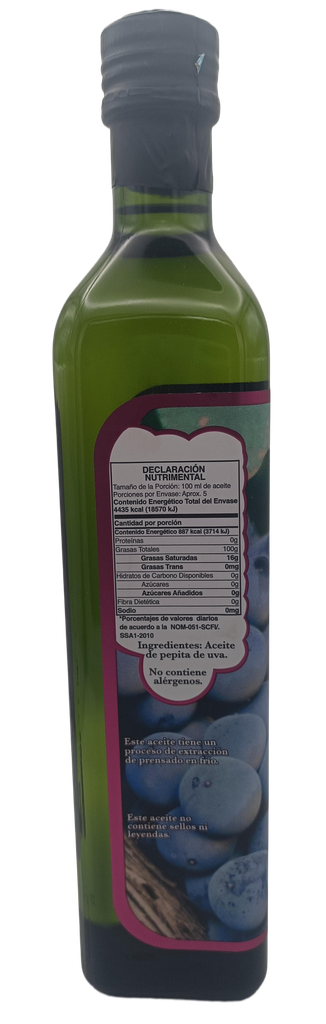 DECLARACIÓN
NUTRIMENTAL
Tamaño de la Porción: 100 ml de aceite
Porciones por Envase: Aprox. 5
Contenido Energético Total del Envase
4435 kcal (18570 kJ)
Cantidad por porción
Contenido Energético 887 kcal (3714 kJ)
Proteínas 0g
Grasas Totales 100g
Grasas Saturadas 16g
Grasas Trans 0mg
Hidratos de Carbono Disponibles 0g
Azúcares 0g
Azúcares Añadidos 0g
Fibra Dietética 0g
Sodio 0mg
*Porcentajes de valores diarios
de acuerdo a la NOM-051-SCFI/.
SSA1-2010
Ingredientes: Aceite
de pepita de uva.
No contiene
alérgenos.
Este aceite tiene un
proceso de extracción
de prensado en frío.
Este aceite no
contiene sellos ni
leyendas.